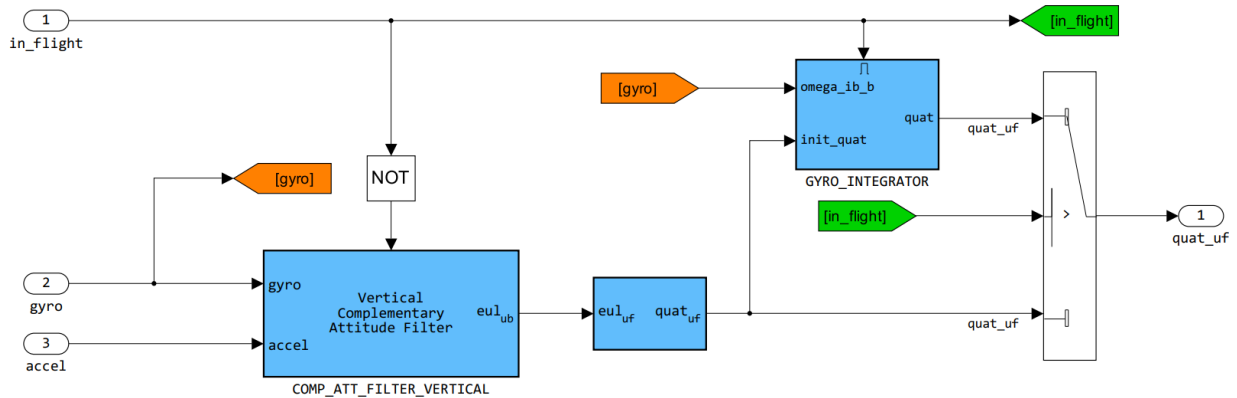 1
in_flight
[in_flight]
[gyro]
omega_ib_b
quat
init_quat
GYRO_INTEGRATOR
quat_uf
NOT
[gyro]
[in_flight]
>
1
quat_uf
2
gyro
3
accel
gyro
accel
Vertical
Complementary
Attitude Filter
eul_ub
COMP_ATT_FILTER_VERTICAL
eul_uf
quat_uf
quat_uf